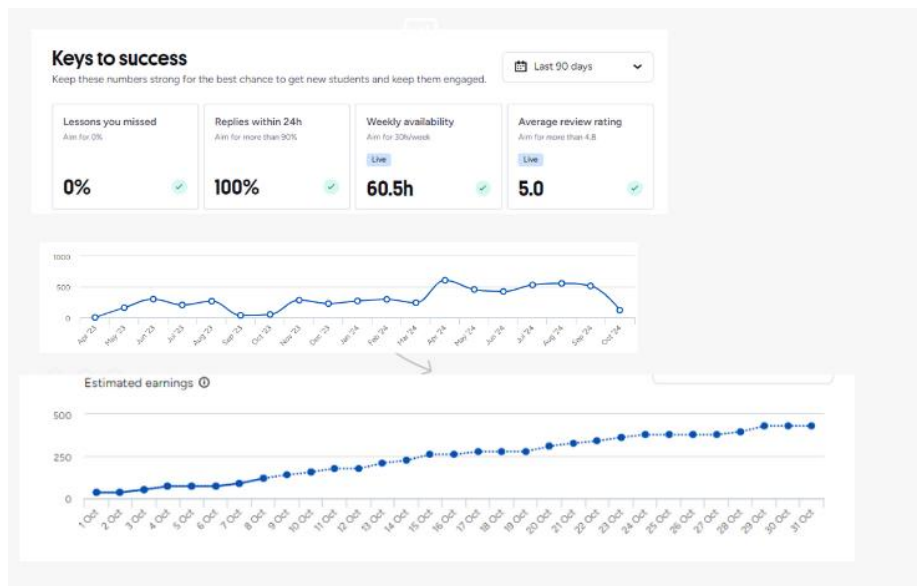 Keys to success
Keep these numbers strong for the best chance to get new students and keep them engaged.
Last 90 days
Lessons you missed
Aim for 0%
0%
Replies within 24h
Aim for more than 90%
100%
Weekly availability
Aim for 30h/week
Live
60.5h
Average review rating
Aim for more than 4.8
Live
5.0
1000
500
0
Apr '23 May '23 Jun '23 Jul '23 Aug '23 Sep '23 Oct '23 Nov '23 Dec '23 Jan '24 Feb '24 Mar '24 Apr '24 May '24 Jun '24 Jul '24 Aug '24 Sep '24 Oct '24
Estimated earnings
500
250
0
1 Oct 2 Oct 3 Oct 4 Oct 5 Oct 6 Oct 7 Oct 8 Oct 9 Oct 10 Oct 11 Oct 12 Oct 13 Oct 14 Oct 15 Oct 16 Oct 17 Oct 18 Oct 19 Oct 20 Oct 21 Oct 22 Oct 23 Oct 24 Oct 25 Oct 26 Oct 27 Oct 28 Oct 29 Oct 30 Oct 31 Oct